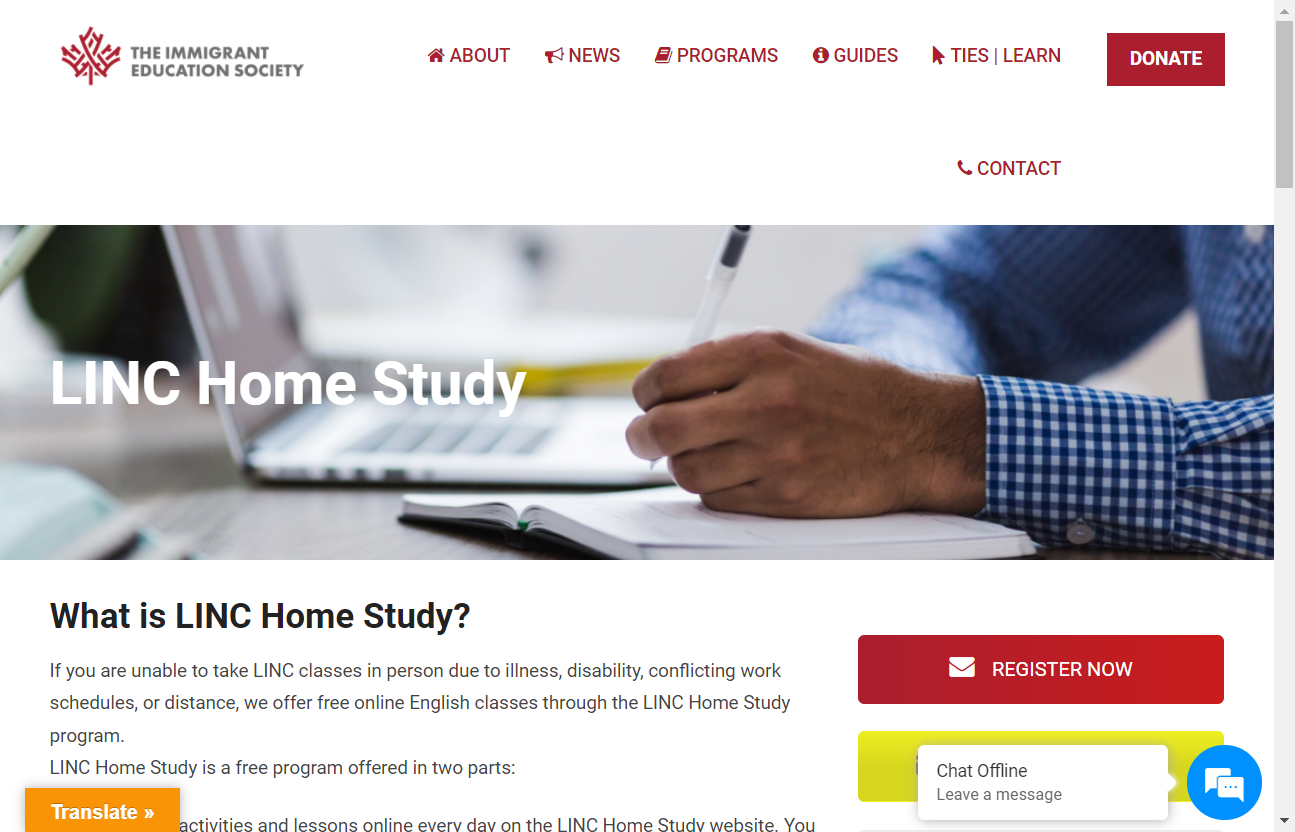 THE IMMIGRANT
EDUCATION SOCIETY
ABOUT
NEWS
PROGRAMS
GUIDES
TIES | LEARN
DONATE
CONTACT
LINC Home Study
What is LINC Home Study?
If you are unable to take LINC classes in person due to illness, disability, conflicting work
schedules, or distance, we offer free online English classes through the LINC Home Study
program.
LINC Home Study is a free program offered in two parts:
activities and lessons online every day on the LINC Home Study website. You
REGISTER NOW
Chat Offline
Leave a message
Translate »